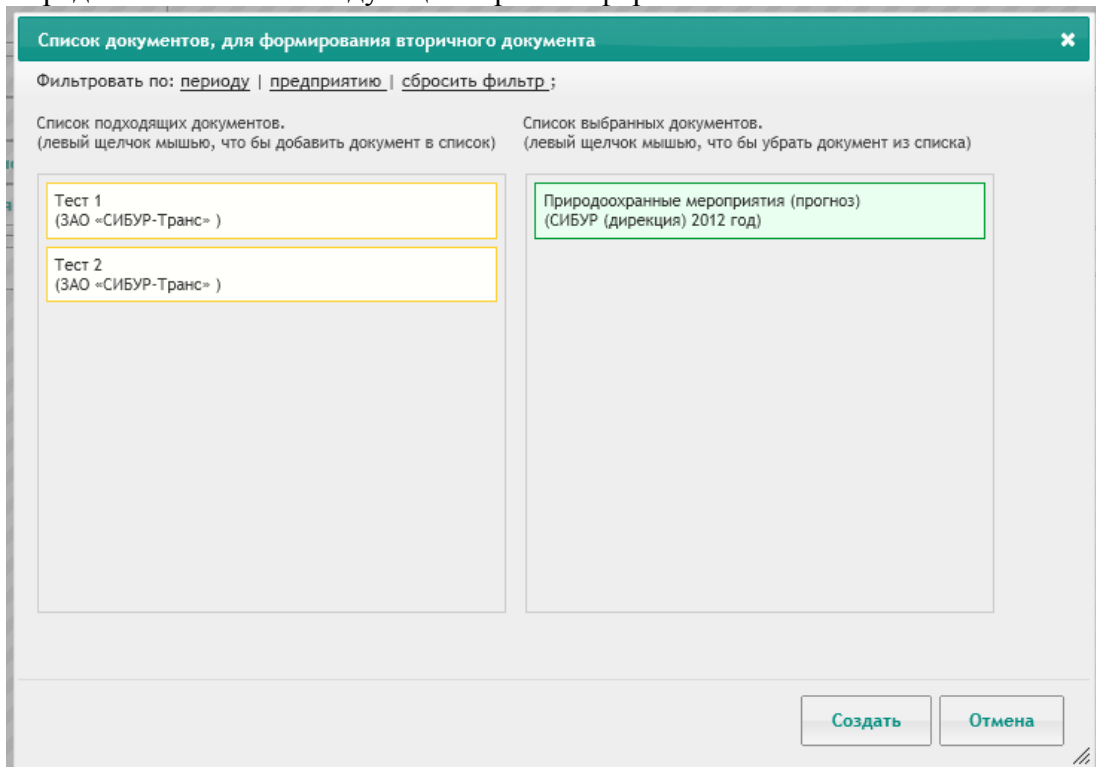 Список документов, для формирования вторичного документа
Фильтровать по: периоду | предприятию | сбросить фильтр ;
Список подходящих документов.
(левый щелчок мышью, что бы добавить документ в список)
Список выбранных документов.
(левый щелчок мышью, что бы убрать документ из списка)
Тест 1
(ЗАО «СИБУР-Транс» )
Тест 2
(ЗАО «СИБУР-Транс» )
Природоохранные мероприятия (прогноз)
(СИБУР (дирекция) 2012 год)
Создать
Отмена